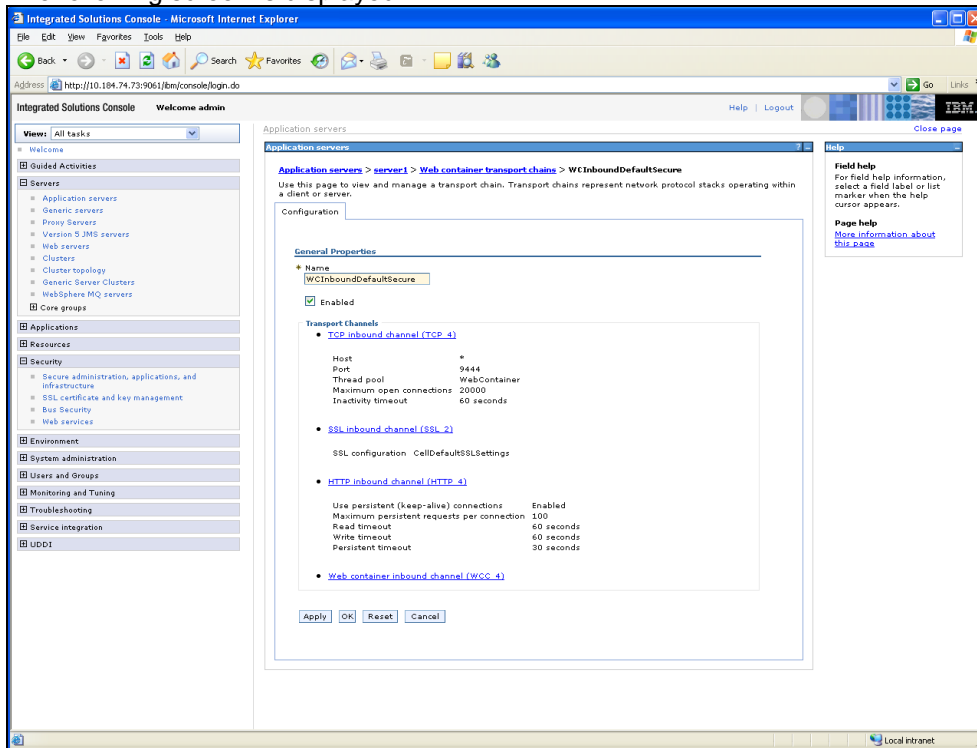 Integrated Solutions Console - Microsoft Internet Explorer
File Edit View Favorites Tools Help
Back Search Favorites
Address http://10.184.74.73:9061/ibm/console/login.do Go Links
Integrated Solutions Console Welcome admin Help | Logout IBM.
View: All tasks
Welcome
Guided Activities
Servers
Application servers
Generic servers
Proxy Servers
Version 5 JMS servers
Web servers
Clusters
Cluster topology
Generic Server Clusters
WebSphere MQ servers
Core groups
Applications
Resources
Security
Secure administration, applications, and
infrastructure
SSL certificate and key management
Bus Security
Web services
Environment
System administration
Users and Groups
Monitoring and Tuning
Troubleshooting
Service integration
UDDI
Application servers Close page
Application servers ? -
Application servers > server1 > Web container transport chains > WCInboundDefaultSecure
Use this page to view and manage a transport chain. Transport chains represent network protocol stacks operating within
a client or server.
Configuration
General Properties
Name
WCInboundDefaultSecure
Enabled
Transport Channels
TCP inbound channel (TCP 4)
Host *
Port 9444
Thread pool WebContainer
Maximum open connections 20000
Inactivity timeout 60 seconds
SSL inbound channel (SSL 2)
SSL configuration CellDefaultSSLSettings
HTTP inbound channel (HTTP 4)
Use persistent (keep-alive) connections Enabled
Maximum persistent requests per connection 100
Read timeout 60 seconds
Write timeout 60 seconds
Persistent timeout 30 seconds
Web container inbound channel (WCC 4)
Apply OK Reset Cancel
Help -
Field help
For field help information,
select a field label or list
marker when the help
cursor appears.
Page help
More information about
this page
Local intranet